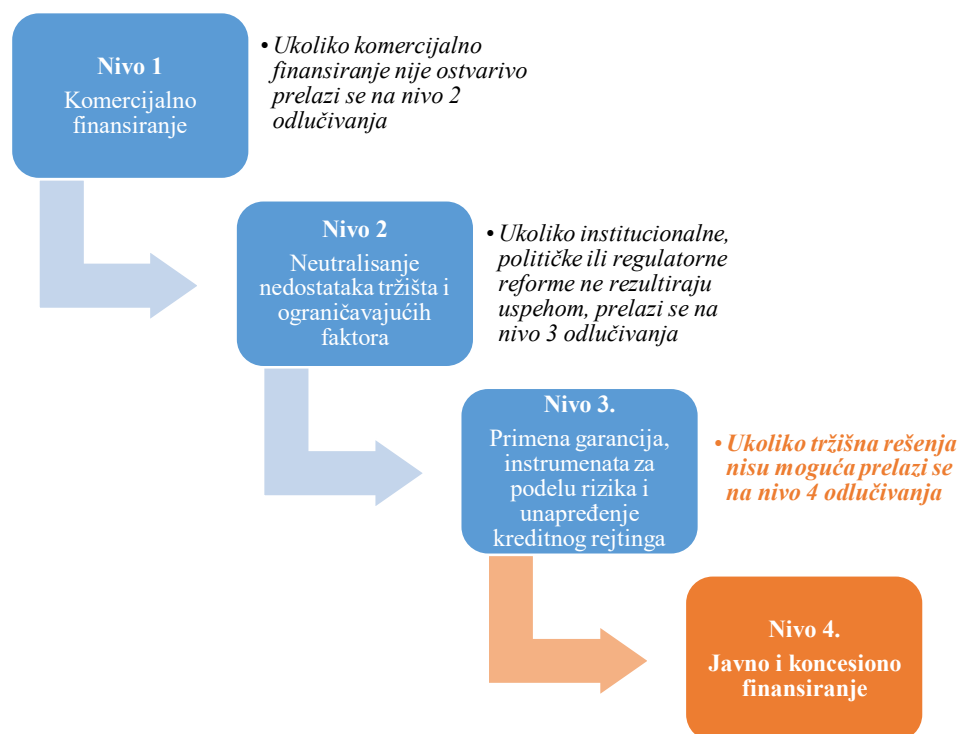 Nivo 1
Komercijalno
finansiranje
• Ukoliko komercijalno
finansiranje nije ostvarivo
prelazi se na nivo 2
odlučivanja
Nivo 2
Neutralisanje
nedostataka tržišta i
ograničavajućih
faktora
• Ukoliko institucionalne,
političke ili regulatorne
reforme ne rezultiraju
uspehom, prelazi se na
nivo 3 odlučivanja
Nivo 3.
Primena garancija,
instrumenata za
podelu rizika i
unapređenje
kreditnog rejtinga
• Ukoliko tržišna rešenja
nisu moguća prelazi se
na nivo 4 odlučivanja
Nivo 4.
Javno i koncesiono
finansiranje